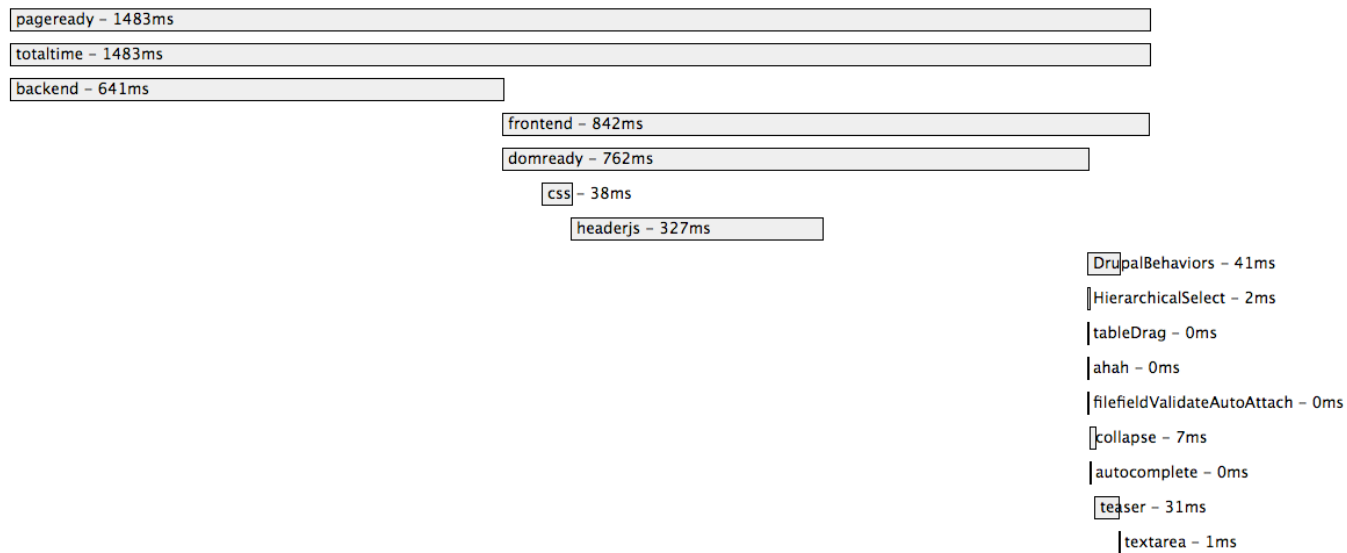 pageready – 1483ms
totaltime – 1483ms
backend – 641ms
frontend – 842ms
domready – 762ms
css – 38ms
headerjs – 327ms
DrupalBehaviors – 41ms
HierarchicalSelect – 2ms
tableDrag – 0ms
ahah – 0ms
filefieldValidateAutoAttach – 0ms
collapse – 7ms
autocomplete – 0ms
teaser – 31ms
textarea – 1ms